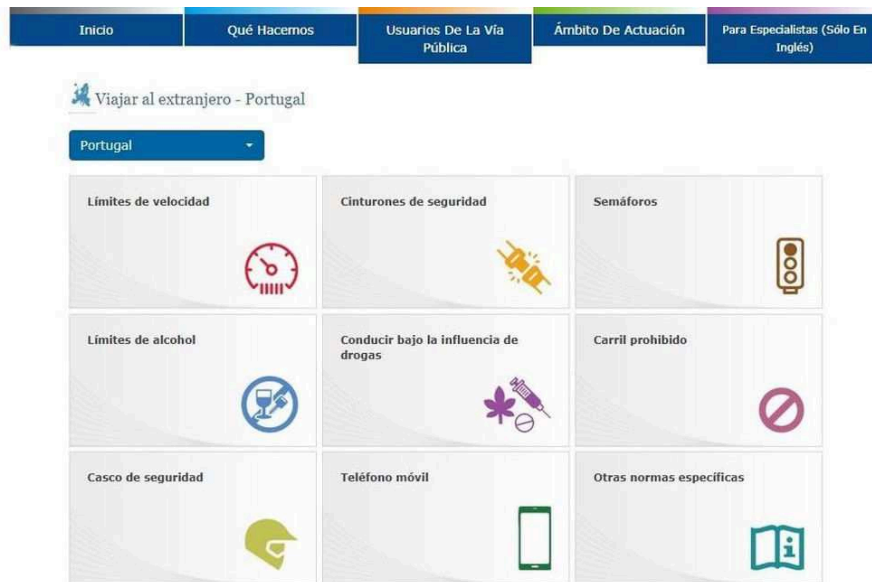 Inicio
Qué Hacemos
Usuarios De La Vía
Pública
Ámbito De Actuación
Para Especialistas (Sólo En
Inglés)
Viajar al extranjero - Portugal
Portugal
Límites de velocidad
Cinturones de seguridad
Semáforos
Límites de alcohol
Conducir bajo la influencia de
drogas
Carril prohibido
Casco de seguridad
Teléfono móvil
Otras normas específicas